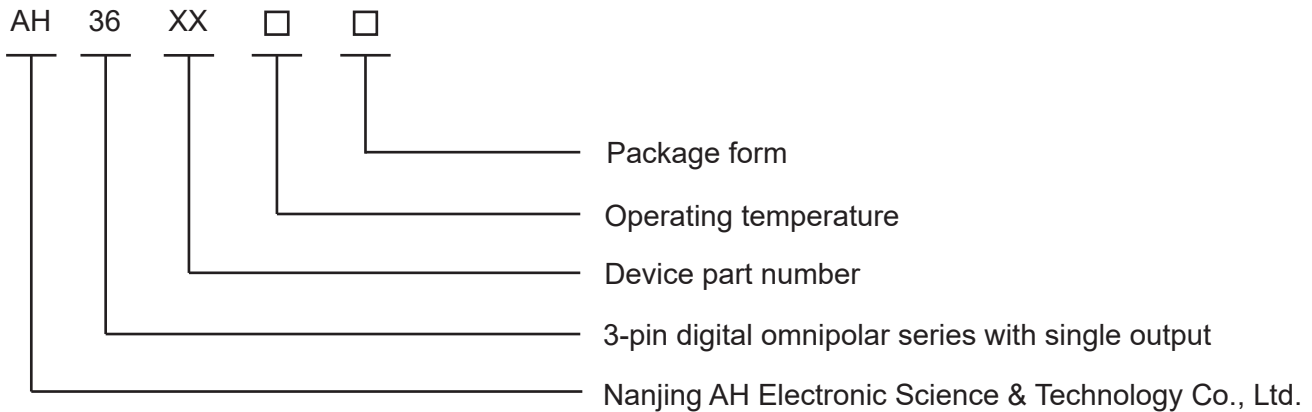 AH 36 XX □ □
Package form
Operating temperature
Device part number
3-pin digital omnipolar series with single output
Nanjing AH Electronic Science & Technology Co., Ltd.